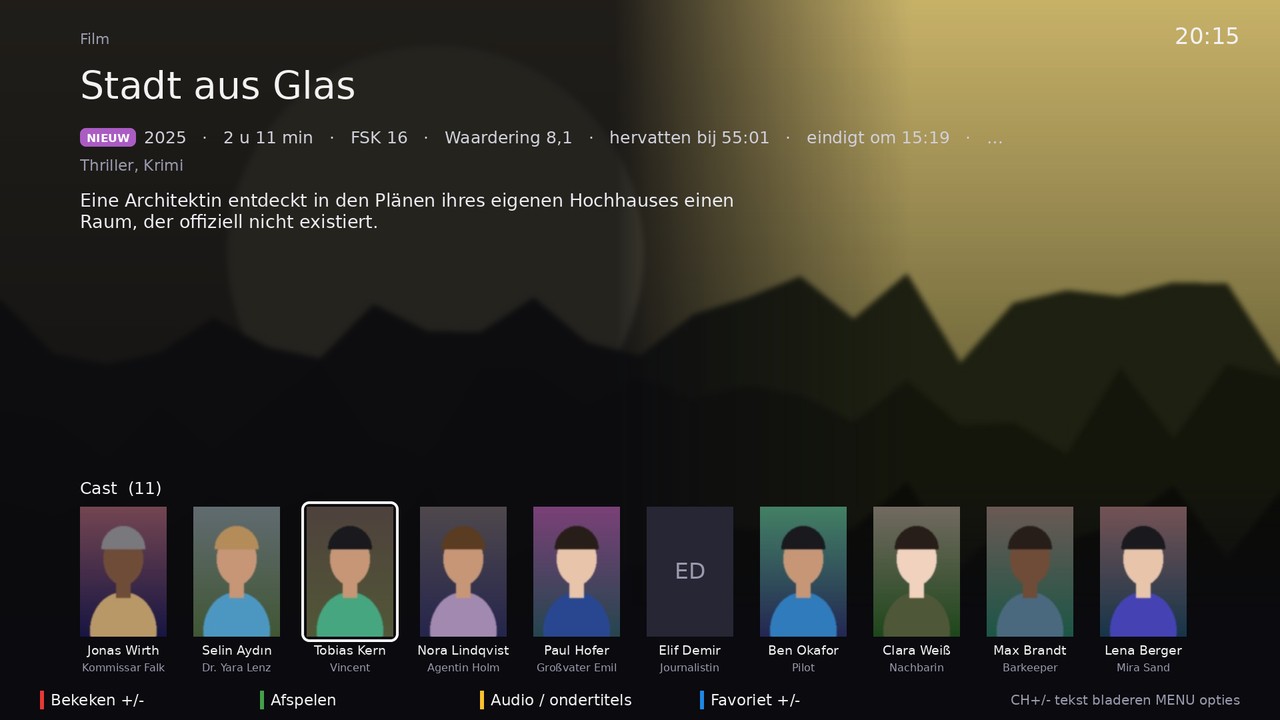 Film
20:15
Stadt aus Glas
NIEUW 2025 · 2 u 11 min · FSK 16 · Waardering 8,1 · hervatten bij 55:01 · eindigt om 15:19 · ...
Thriller, Krimi
Eine Architektin entdeckt in den Plänen ihres eigenen Hochhauses einen
Raum, der offiziell nicht existiert.
Cast (11)
ED
Jonas Wirth Selin Aydın Tobias Kern Nora Lindqvist Paul Hofer Elif Demir Ben Okafor Clara Weiß Max Brandt Lena Berger
Kommissar Falk Dr. Yara Lenz Vincent Agentin Holm Großvater Emil Journalistin Pilot Nachbarin Barkeeper Mira Sand
Bekeken +/- Afspelen Audio / ondertitels Favoriet +/- CH+/- tekst bladeren MENU opties